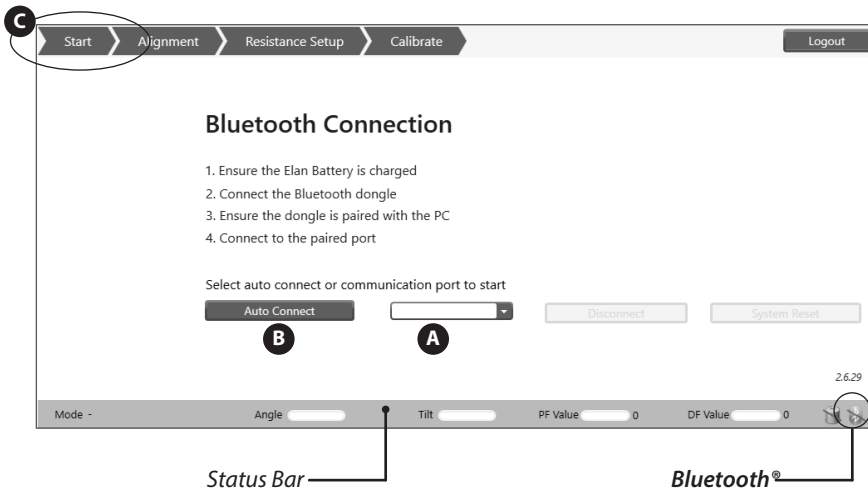 C
Start Alignment Resistance Setup Calibrate Logout
Bluetooth Connection
1. Ensure the Elan Battery is charged
2. Connect the Bluetooth dongle
3. Ensure the dongle is paired with the PC
4. Connect to the paired port
Select auto connect or communication port to start
Auto Connect Disconnect System Reset
B A
2.6.29
Mode - Angle Tilt PF Value 0 DF Value 0
Status Bar Bluetooth®